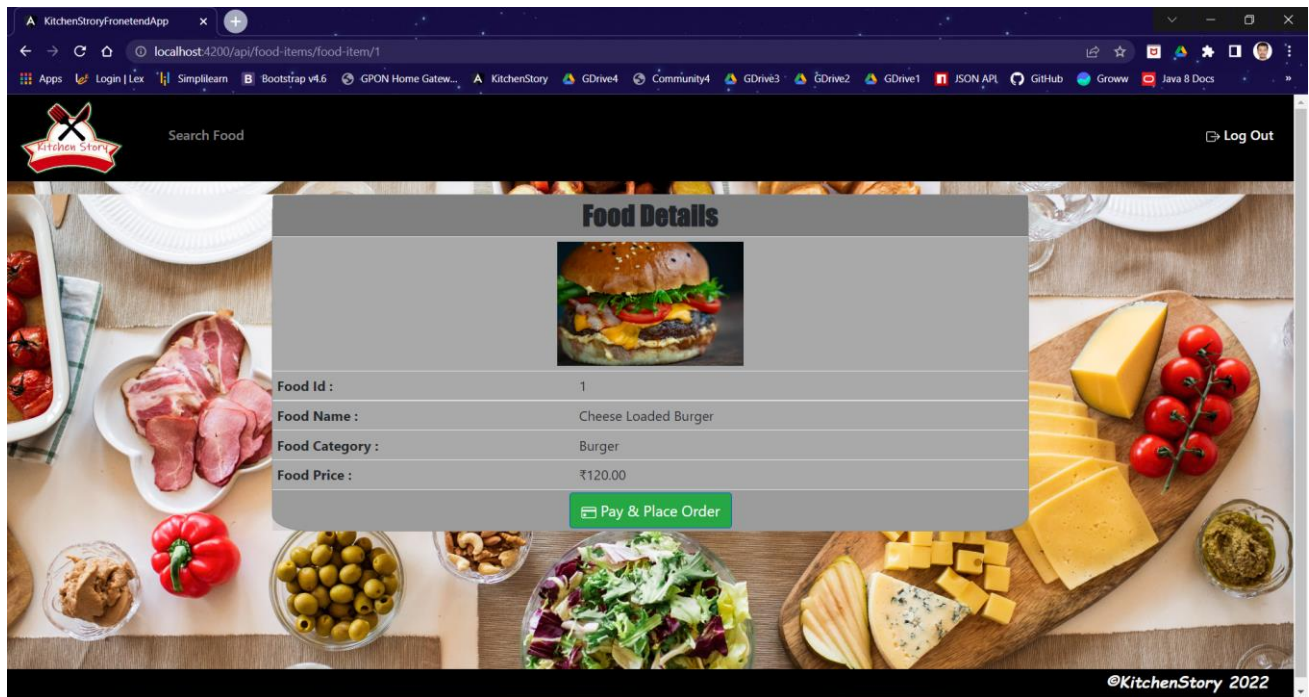 KitchenStroryFronetendApp
localhost:4200/api/food-items/food-item/1
Apps Login | Lex Simplilearn Bootstrap v4.6 GPON Home Gatew... KitchenStory GDrive4 Community4 GDrive3 GDrive2 GDrive1 JSON API, GitHub Groww Java 8 Docs »
Kitchen Story
Search Food
Log Out
Food Details
Food Id : 1
Food Name : Cheese Loaded Burger
Food Category : Burger
Food Price : ₹120.00
Pay & Place Order
©KitchenStory 2022